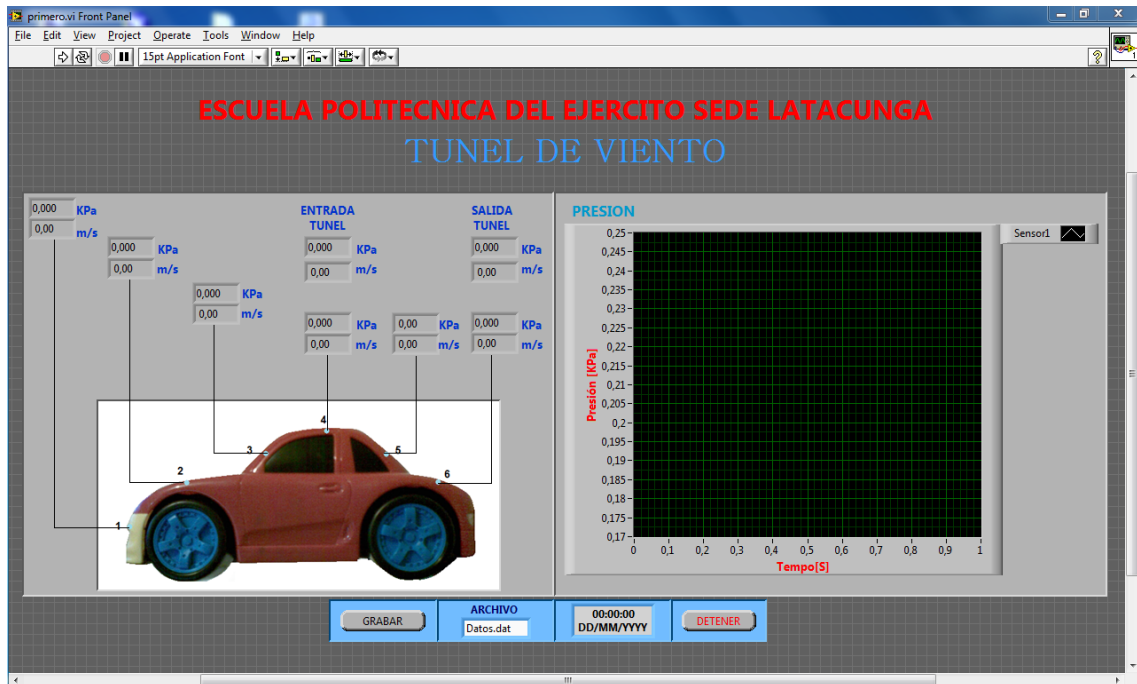 primero.vi Front Panel
File Edit View Project Operate Tools Window Help
15pt Application Font
1
ESCUELA POLITECNICA DEL EJERCITO SEDE LATACUNGA
TUNEL DE VIENTO
0,000 KPa
0,00 m/s
0,000 KPa
0,00 m/s
0,000 KPa
0,00 m/s
ENTRADA
TUNEL
0,000 KPa
0,00 m/s
SALIDA
TUNEL
0,000 KPa
0,00 m/s
0,000 KPa
0,00 m/s
0,00 KPa
0,00 m/s
0,000 KPa
0,00 m/s
1
2
3
4
5
6
PRESION
Sensor1
Presión [KPa]
0,25
0,245
0,24
0,235
0,23
0,225
0,22
0,215
0,21
0,205
0,2
0,195
0,19
0,185
0,18
0,175
0,17
0 0,1 0,2 0,3 0,4 0,5 0,6 0,7 0,8 0,9 1
Tempo[S]
GRABAR
ARCHIVO
Datos.dat
00:00:00
DD/MM/YYYY
DETENER